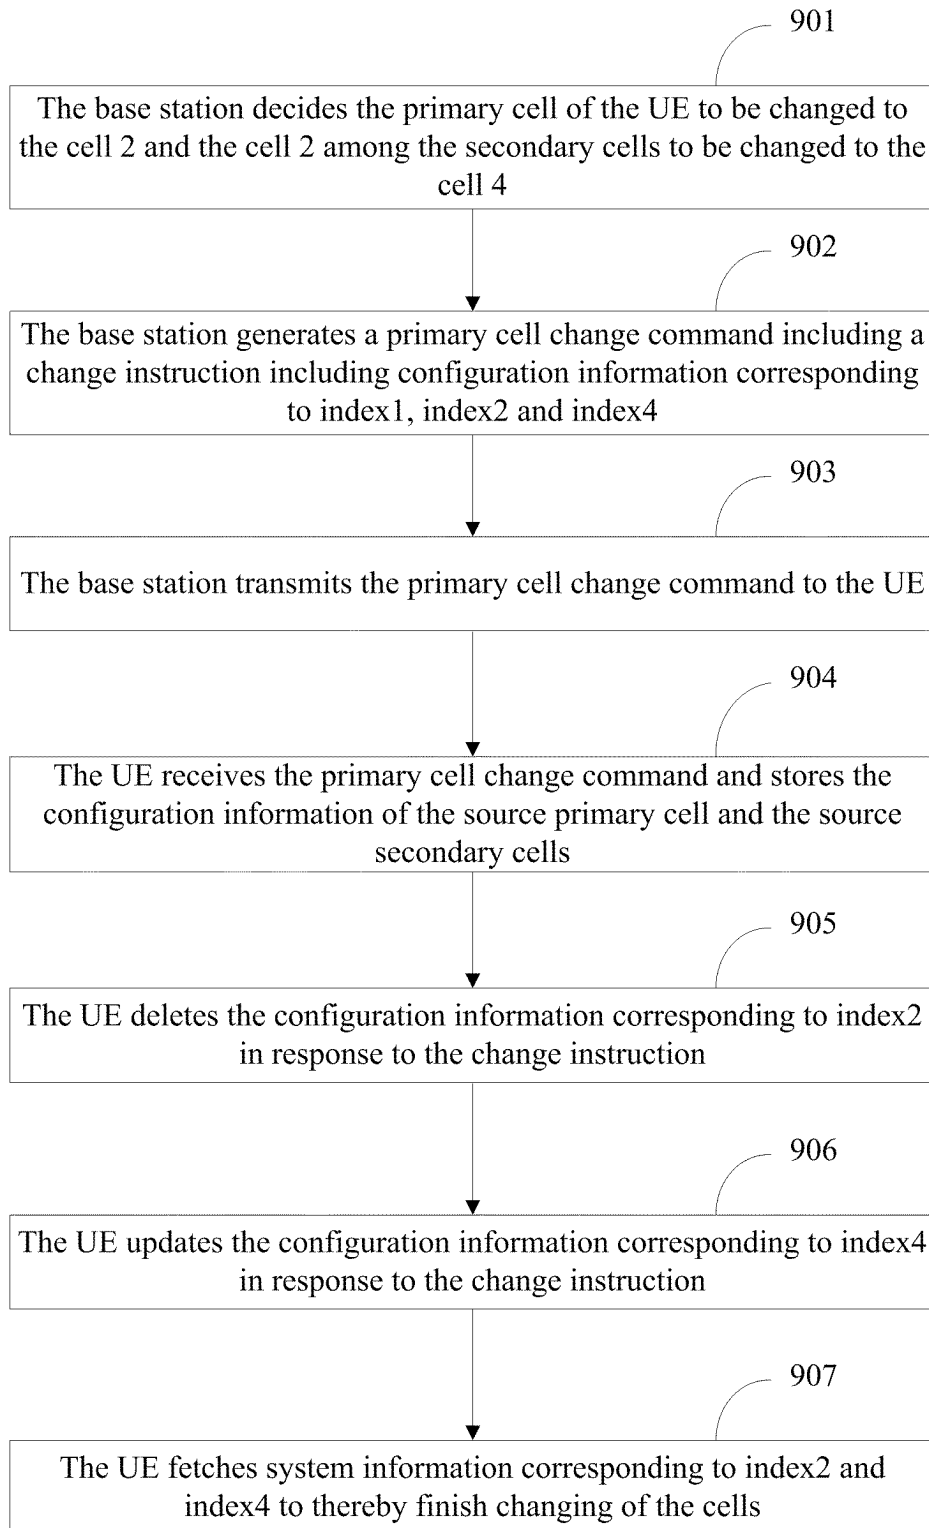 901
The base station decides the primary cell of the UE to be changed to
the cell 2 and the cell 2 among the secondary cells to be changed to the
cell 4
902
The base station generates a primary cell change command including a
change instruction including configuration information corresponding
to index1, index2 and index4
903
The base station transmits the primary cell change command to the UE
904
The UE receives the primary cell change command and stores the
configuration information of the source primary cell and the source
secondary cells
905
The UE deletes the configuration information corresponding to index2
in response to the change instruction
906
The UE updates the configuration information corresponding to index4
in response to the change instruction
907
The UE fetches system information corresponding to index2 and
index4 to thereby finish changing of the cells